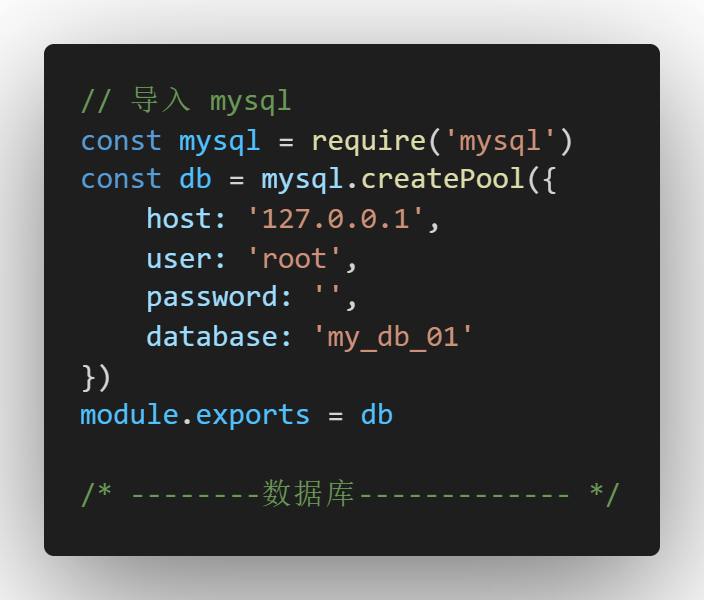 // 导入 mysql
const mysql = require('mysql')
const db = mysql.createPool({
    host: '127.0.0.1',
    user: 'root',
    password: '',
    database: 'my_db_01'
})
module.exports = db
/* --------数据库------------- */